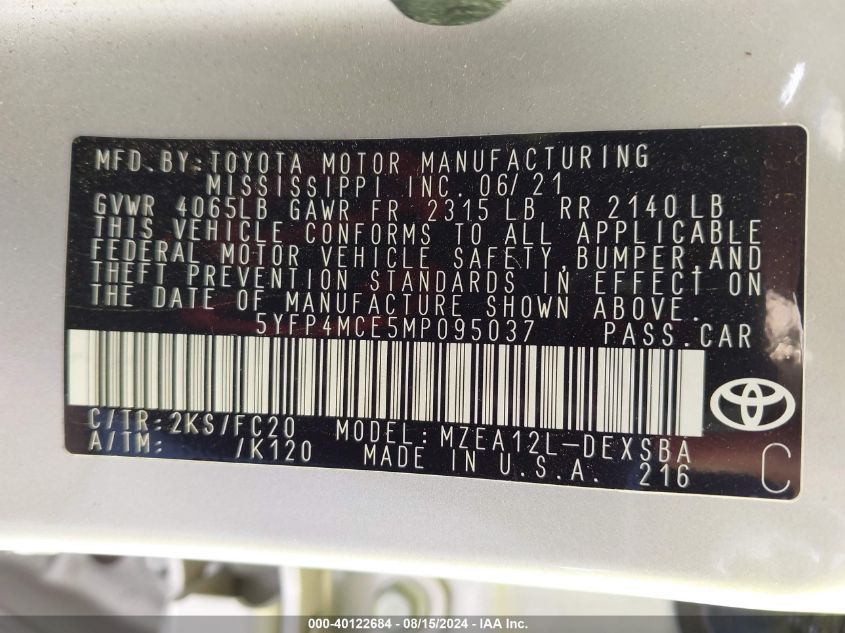 MFD.BY:TOYOTA MOTOR MANUFACTURING
MISSISSIPPI INC. 06/21
GVWR 4065LB GAWR FR 2315 LB RR 2140 LB
THIS VEHICLE CONFORMS TO ALL APPLICABLE
FEDERAL MOTOR VEHICLE SAFETY,BUMPER,AND
THEFT PREVENTION STANDARDS IN EFFECT ON
THE DATE OF MANUFACTURE SHOWN ABOVE.
5YFP4MCE5MP095037 PASS.CAR
C/TR:2KS/FC20 MODEL:MZEA12L-DEXSBA
A/TM: /K120 MADE IN U.S.A. 216
C
000-40122684 / 08/15/2024 - IAA Inc.